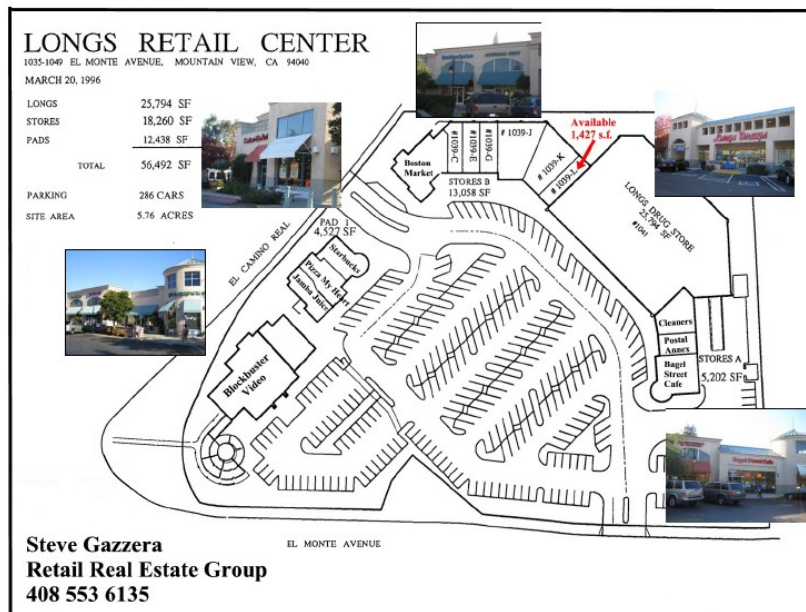 LONGS RETAIL CENTER
1035-1049 EL MONTE AVENUE, MOUNTAIN VIEW, CA 94040
MARCH 20, 1996
LONGS 25,794 SF
STORES 18,260 SF
PADS 12,438 SF
TOTAL 56,492 SF
PARKING 286 CARS
SITE AREA 5.76 ACRES
Available
1,427 s.f.
Boston
Market
#1039-C
#1039-E
#1039-G
# 1039-J
# 1039-K
# 1039-L
STORES B
13,058 SF
Longs Drugs
LONGS DRUG STORE
25,794 SF
#1041
EL CAMINO REAL
PAD 1
4,527 SF
Starbucks
Pizza My Heart
Jamba Juice
Blockbuster
Video
Cleaners
Postal
Annex
Bagel
Street
Cafe
STORES A
5,202 SF
Bagel Street Cafe
EL MONTE AVENUE
Steve Gazzera
Retail Real Estate Group
408 553 6135